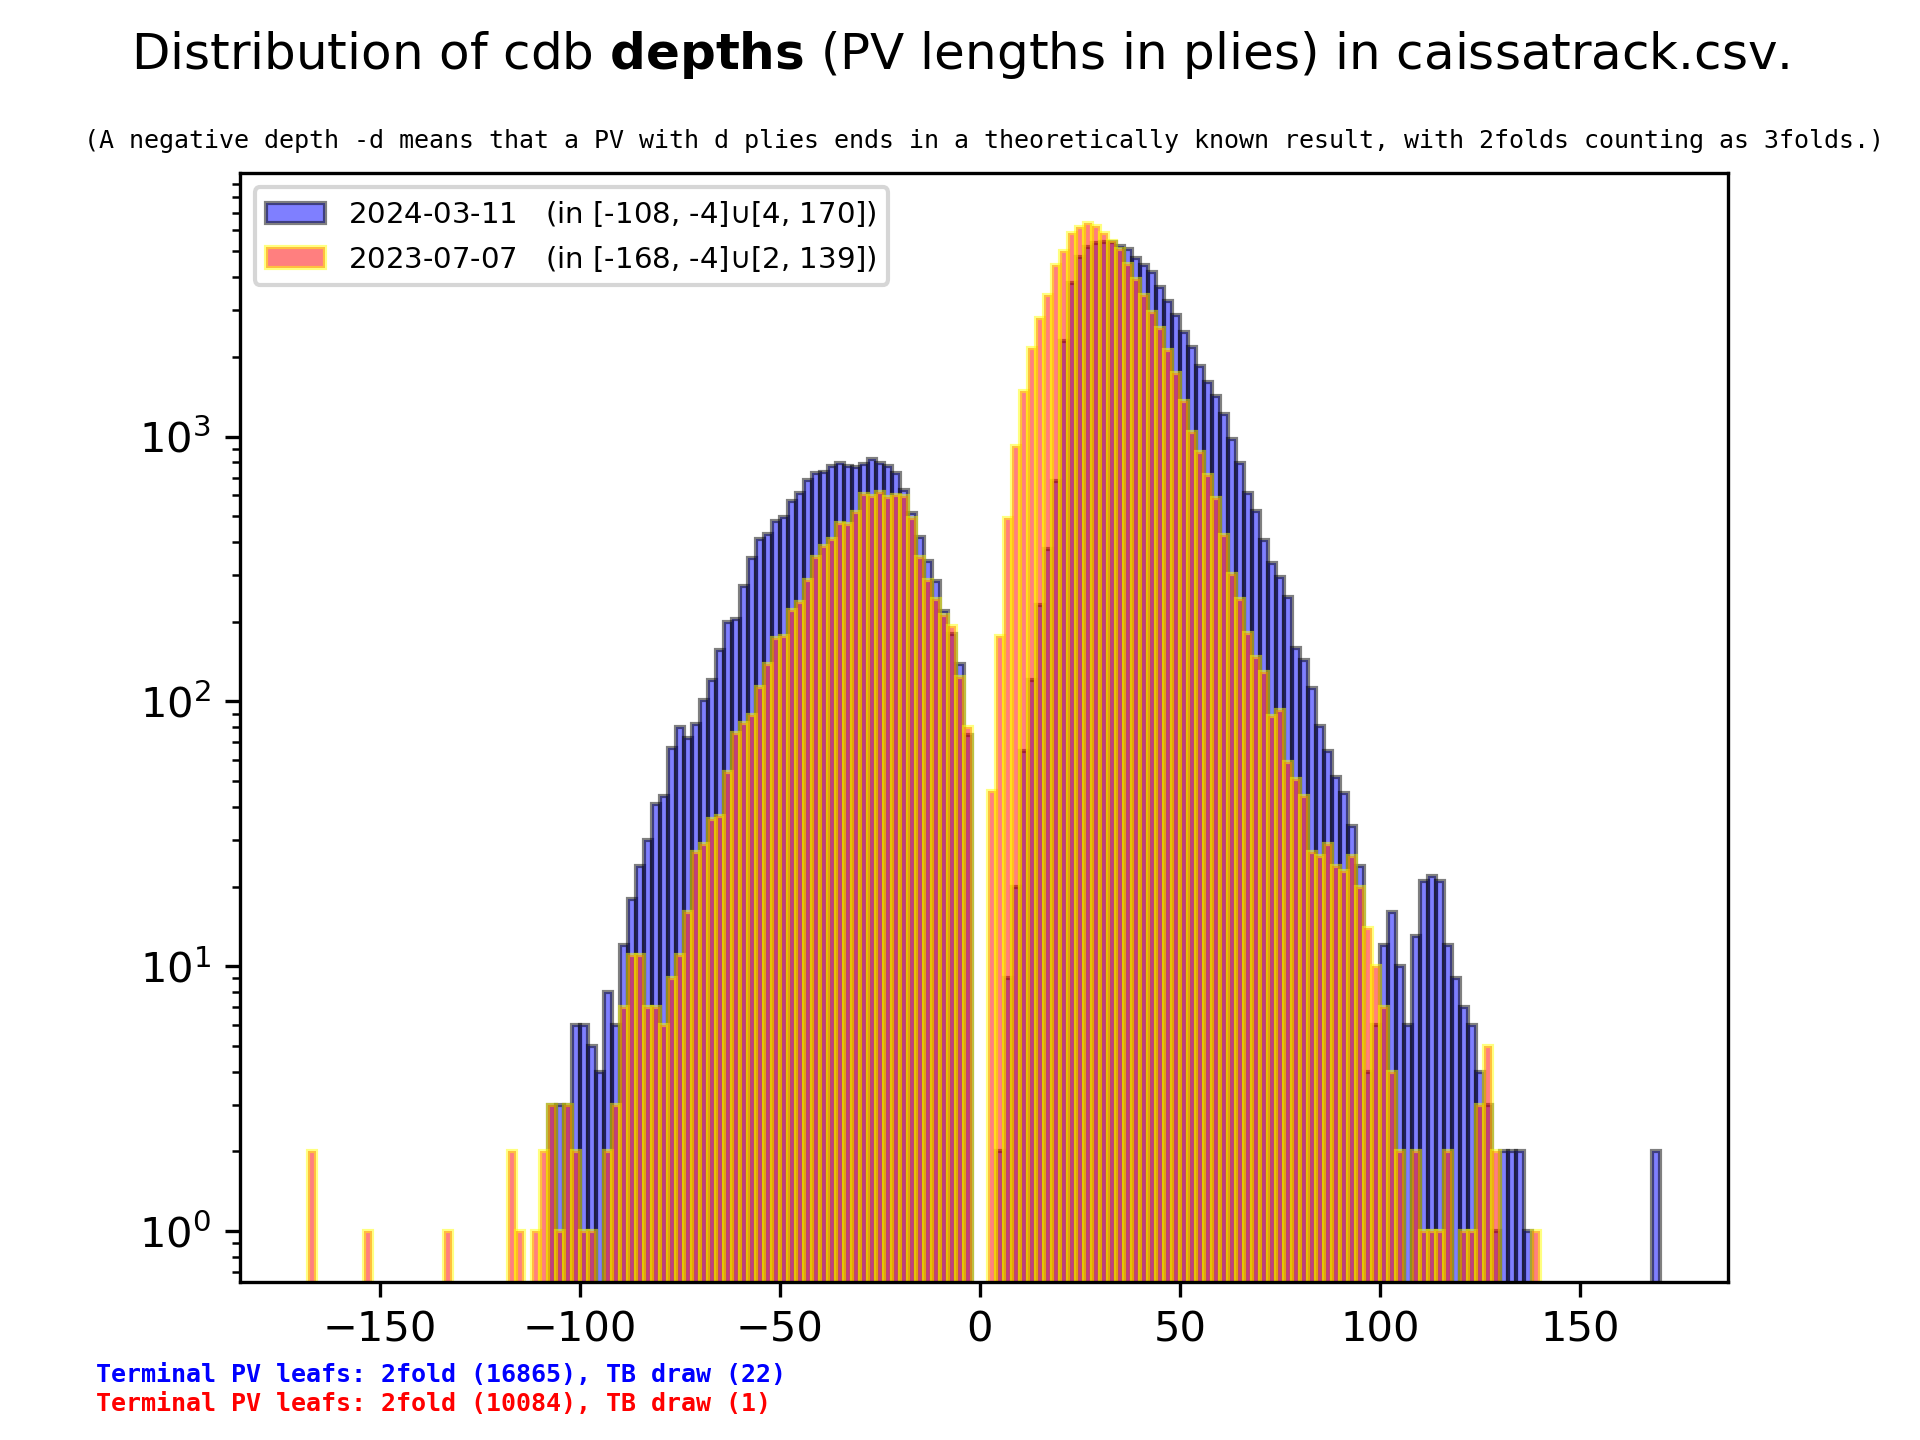 Distribution of cdb depths (PV lengths in plies) in caissatrack.csv.
(A negative depth -d means that a PV with d plies ends in a theoretically known result, with 2folds counting as 3folds.)
2024-03-11 (in [-108, -4]∪[4, 170])
2023-07-07 (in [-168, -4]∪[2, 139])
10³
10²
10¹
10⁰
−150 −100 −50 0 50 100 150
Terminal PV leafs: 2fold (16865), TB draw (22)
Terminal PV leafs: 2fold (10084), TB draw (1)